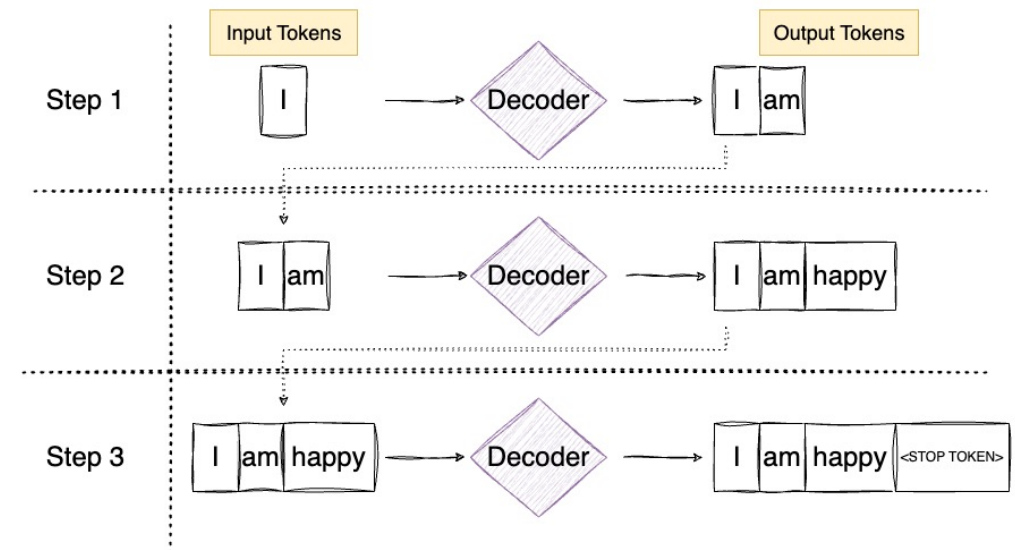 Input Tokens Output Tokens
Step 1 I Decoder I am
Step 2 I am Decoder I am happy
Step 3 I am happy Decoder I am happy <STOP TOKEN>